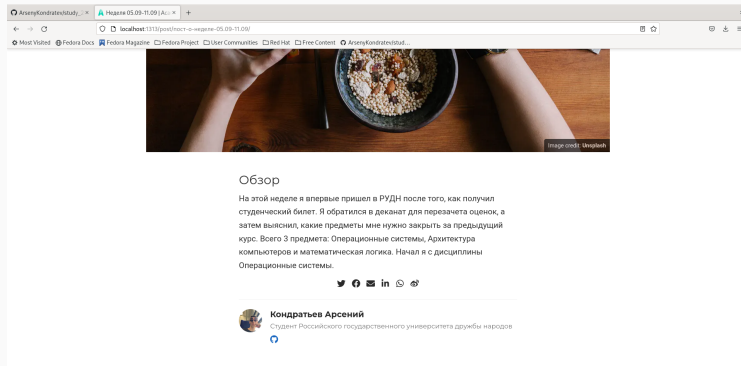 ArsenyKondratev/study_2
Неделя 05.09-11.09 | Aca
localhost:1313/post/пост-о-неделе-05.09-11.09/
Most Visited Fedora Docs Fedora Magazine Fedora Project User Communities Red Hat Free Content ArsenyKondratev/stud...
Image credit: Unsplash
Обзор
На этой неделе я впервые пришел в РУДН после того, как получил
студенческий билет. Я обратился в деканат для перезачета оценок, а
затем выяснил, какие предметы мне нужно закрыть за предыдущий
курс. Всего 3 предмета: Операционные системы, Архитектура
компьютеров и математическая логика. Начал я с дисциплины
Операционные системы.
in
Кондратьев Арсений
Студент Российского государственного университета дружбы народов